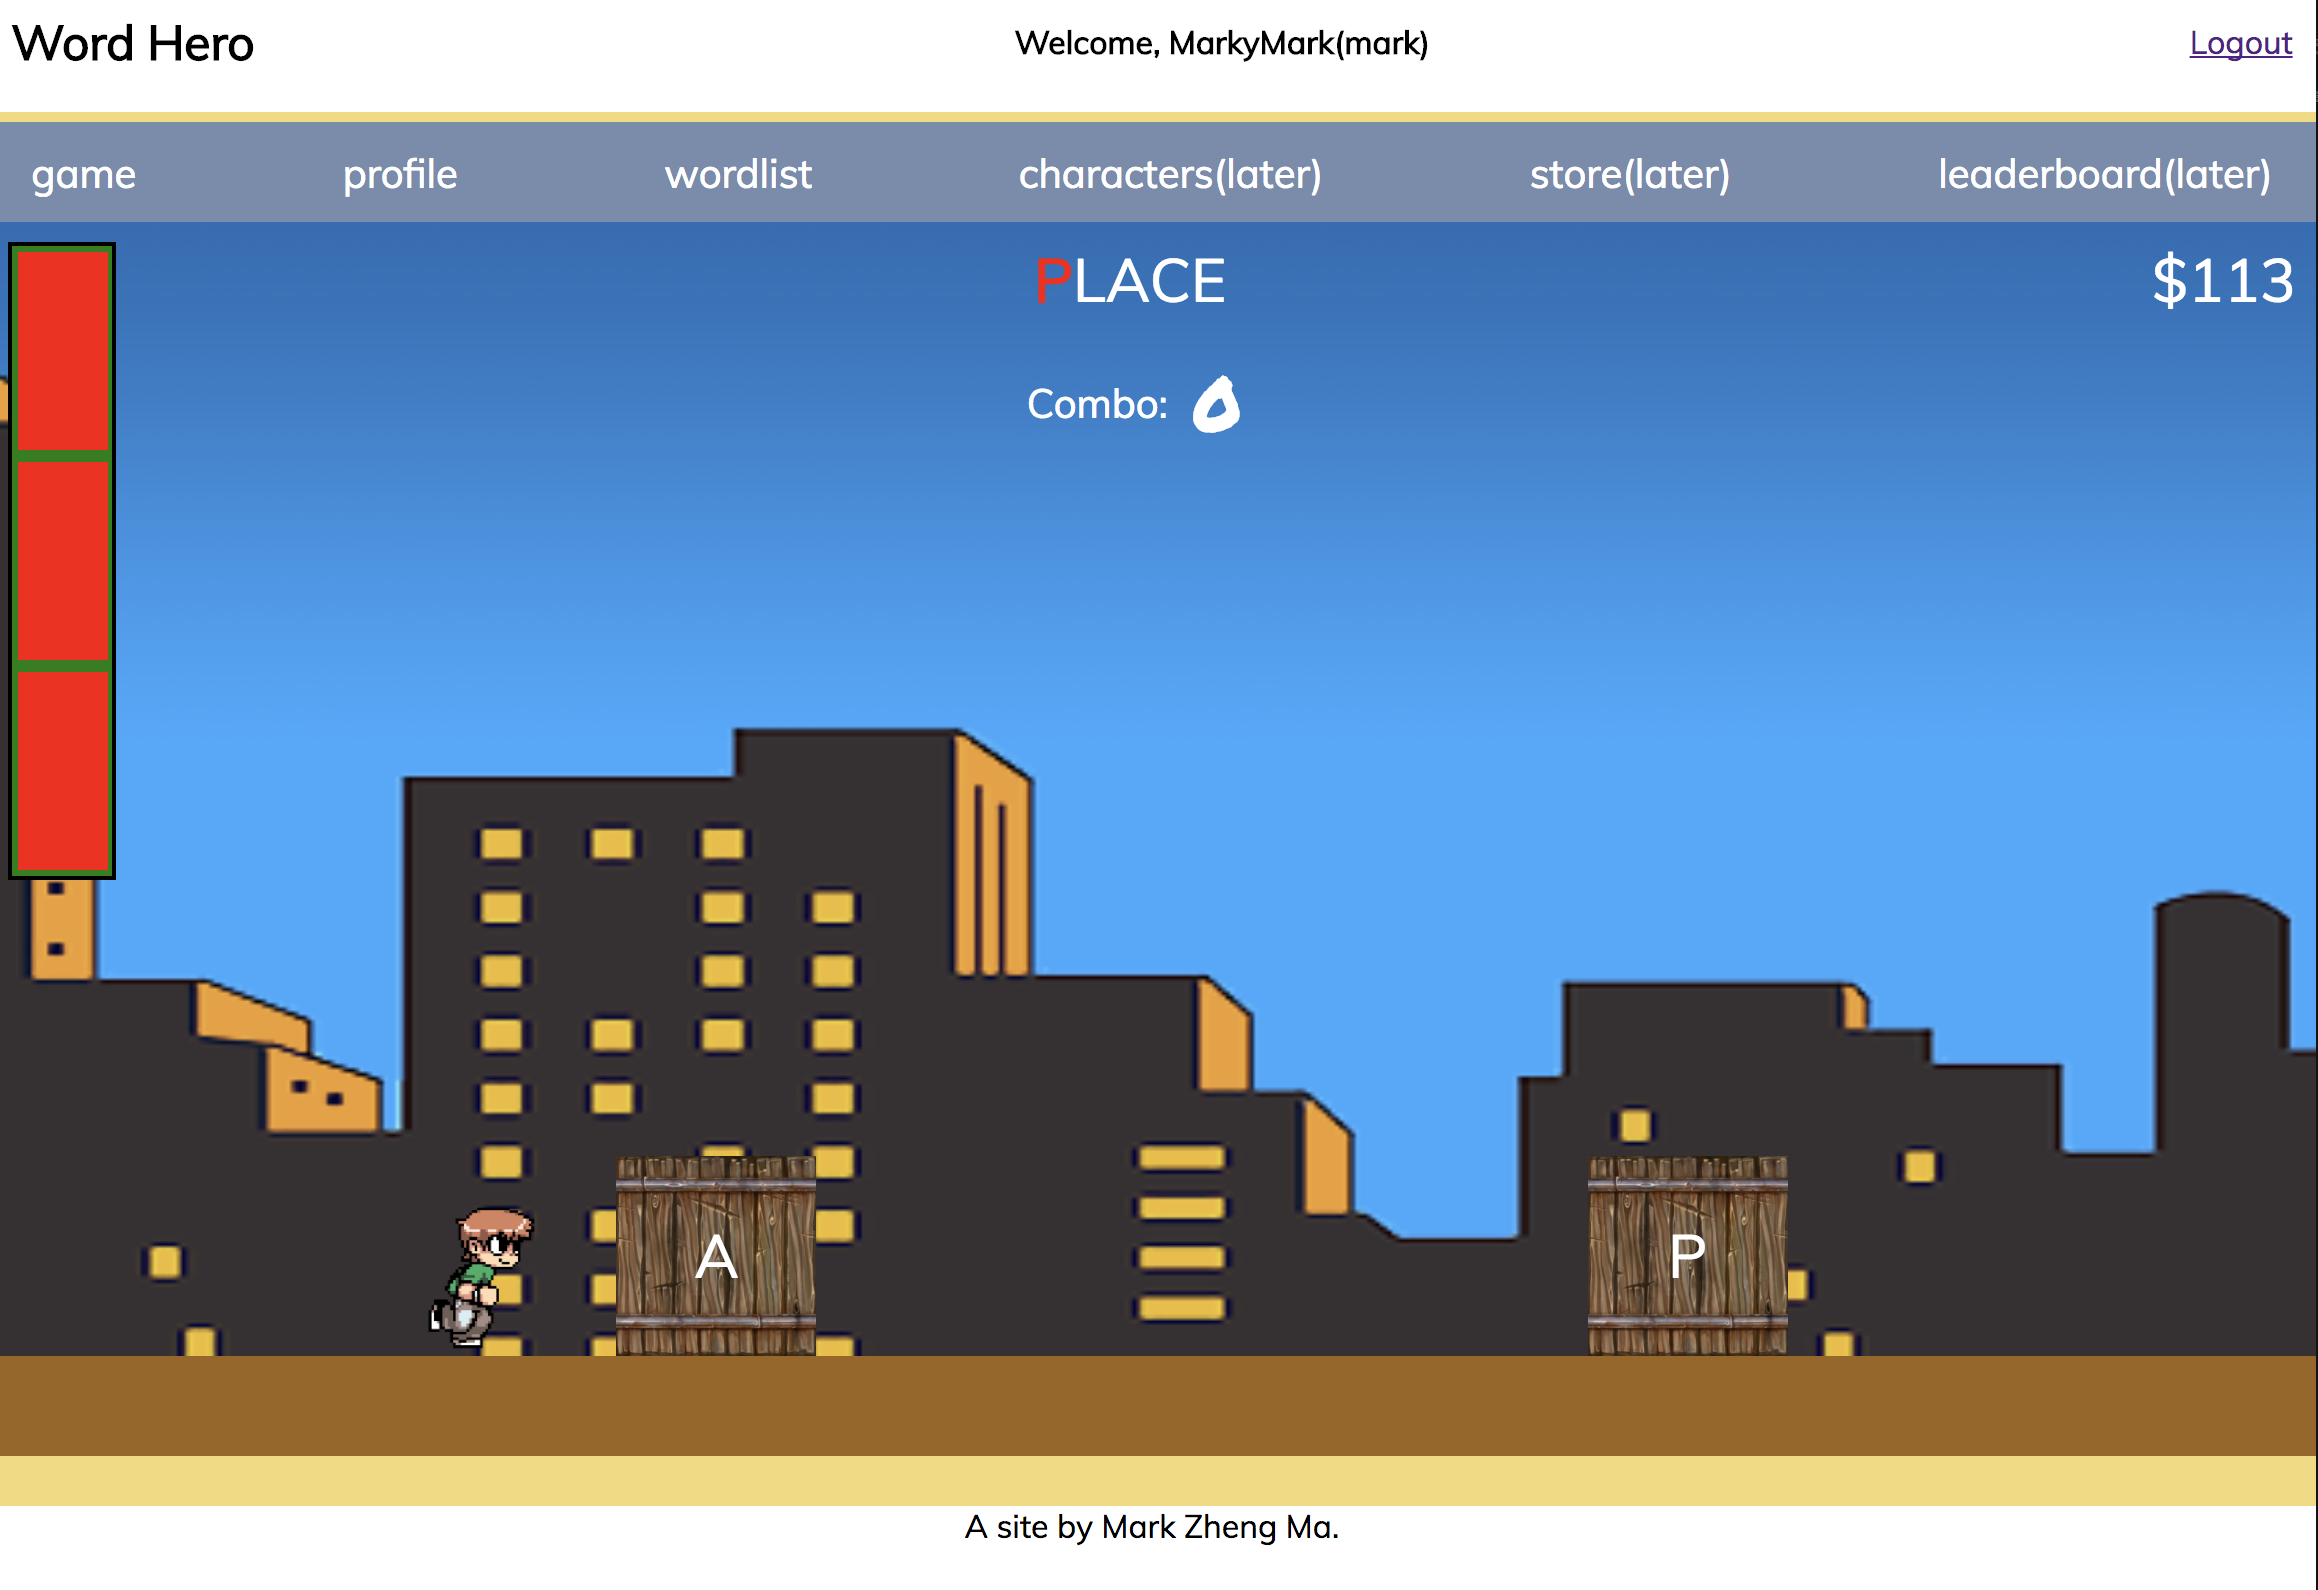 Word Hero
Welcome, MarkyMark(mark)
Logout
game
profile
wordlist
characters(later)
store(later)
leaderboard(later)
PLACE
$113
Combo: 0
A
P
A site by Mark Zheng Ma.